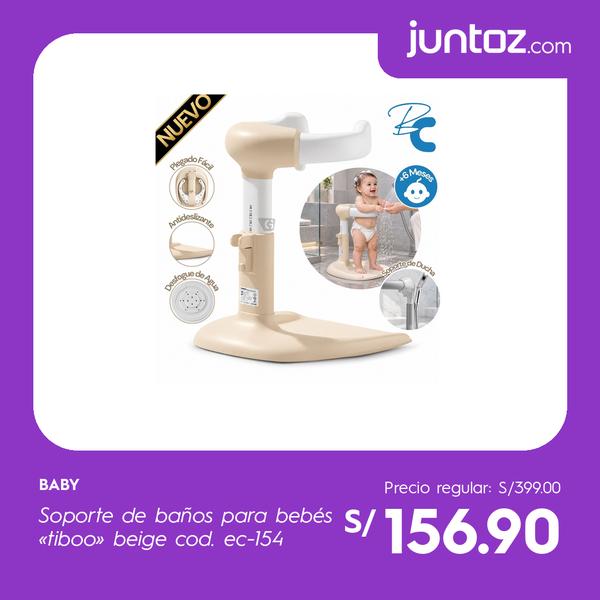 juntoz.com
NUEVO
BC
Plegado Fácil
+6 Meses
Antideslizante
Soporte de Ducha
Desfogue de Agua
BABY
Soporte de baños para bebés
«tiboo» beige cod. ec-154
Precio regular: S/399.00
S/ 156.90